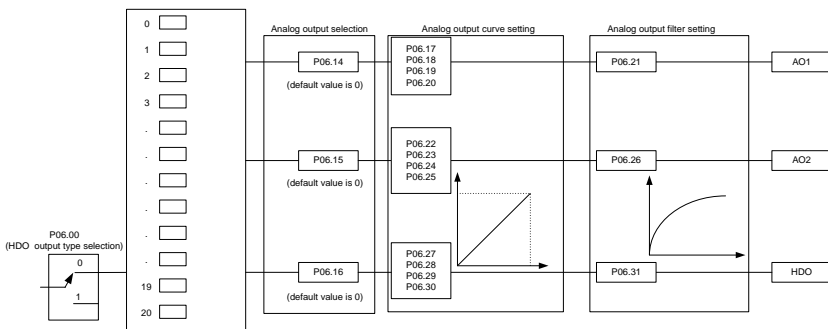 Analog output selection
Analog output curve setting
Analog output filter setting
0
1
2
3
.
.
.
.
.
.
19
20
P06.00
(HDO output type selection)
0
1
P06.14
(default value is 0)
P06.17
P06.18
P06.19
P06.20
P06.21
AO1
P06.15
(default value is 0)
P06.22
P06.23
P06.24
P06.25
P06.26
AO2
P06.16
(default value is 0)
P06.27
P06.28
P06.29
P06.30
P06.31
HDO